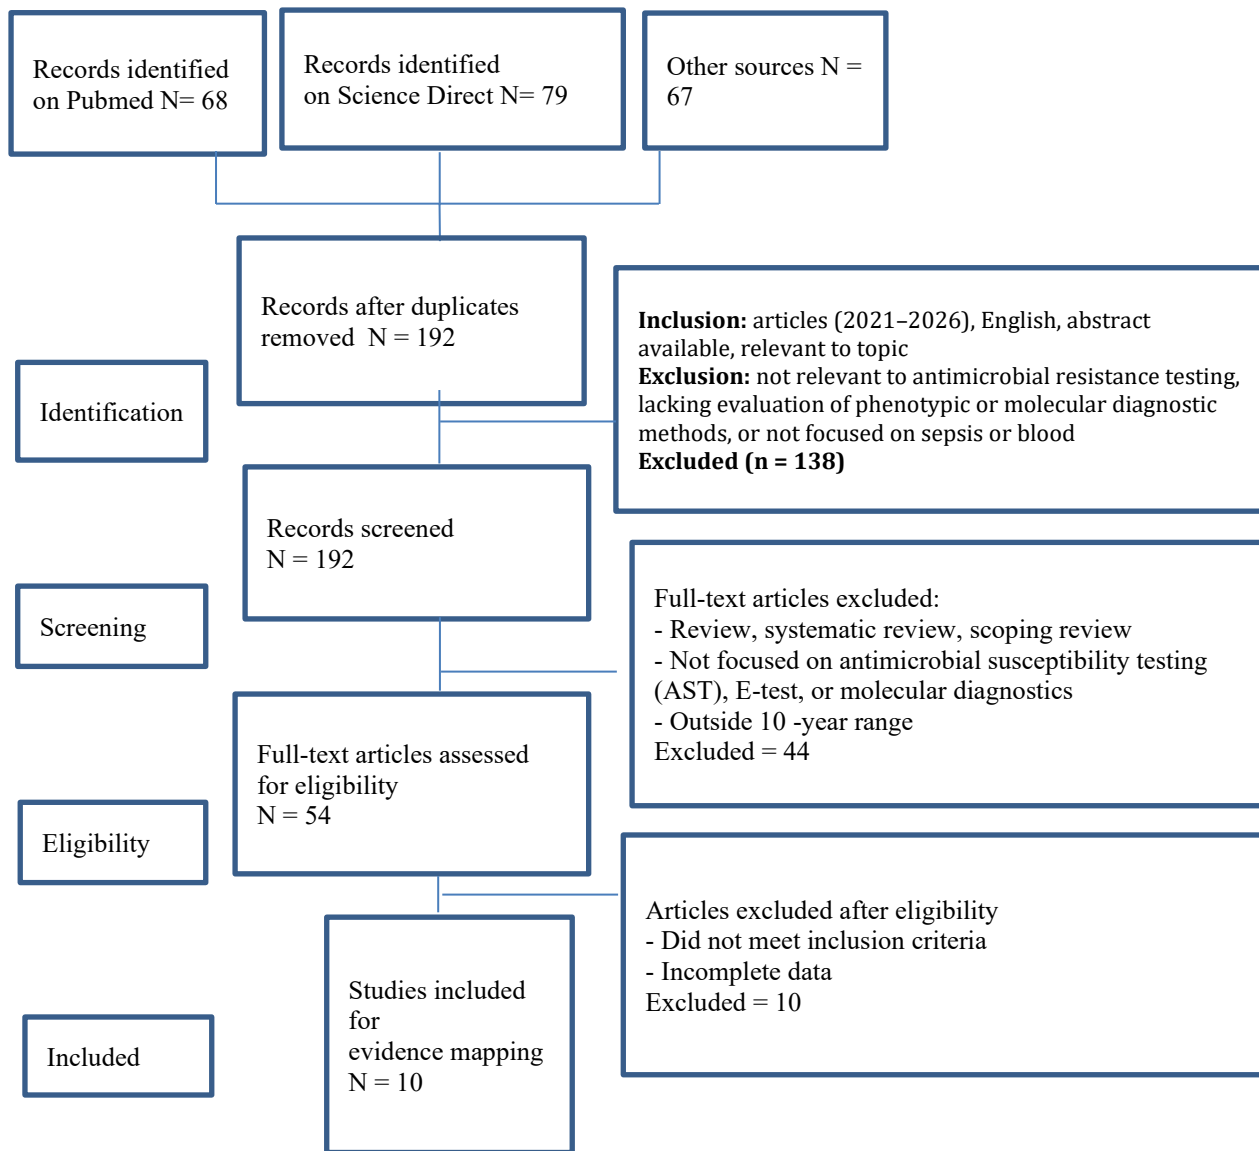 Records identified
on Pubmed N= 68
Records identified
on Science Direct N= 79
Other sources N =
67
Records after duplicates
removed  N = 192
Inclusion: articles (2021–2026), English, abstract
available, relevant to topic
Exclusion: not relevant to antimicrobial resistance testing,
lacking evaluation of phenotypic or molecular diagnostic
methods, or not focused on sepsis or blood
Excluded (n = 138)
Identification
Records screened
N = 192
Screening
Full-text articles excluded:
- Review, systematic review, scoping review
- Not focused on antimicrobial susceptibility testing
(AST), E-test, or molecular diagnostics
- Outside 10 -year range
Excluded = 44
Full-text articles assessed
for eligibility
N = 54
Eligibility
Articles excluded after eligibility
- Did not meet inclusion criteria
- Incomplete data
Excluded = 10
Studies included
for
evidence mapping
N = 10
Included